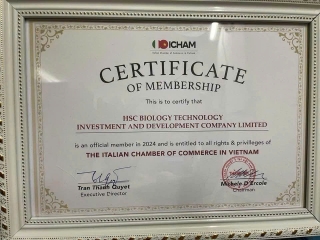 ICHAM
CERTIFICATE
OF MEMBERSHIP
This is to certify that
HSC BIOLOGY TECHNOLOGY
INVESTMENT AND DEVELOPMENT COMPANY LIMITED
is an official member in 2024 and is entitled to all rights & privileges of
THE ITALIAN CHAMBER OF COMMERCE IN VIETNAM
Tran Thanh Quyet
Executive Director
Michele D'Ercole
Chairman